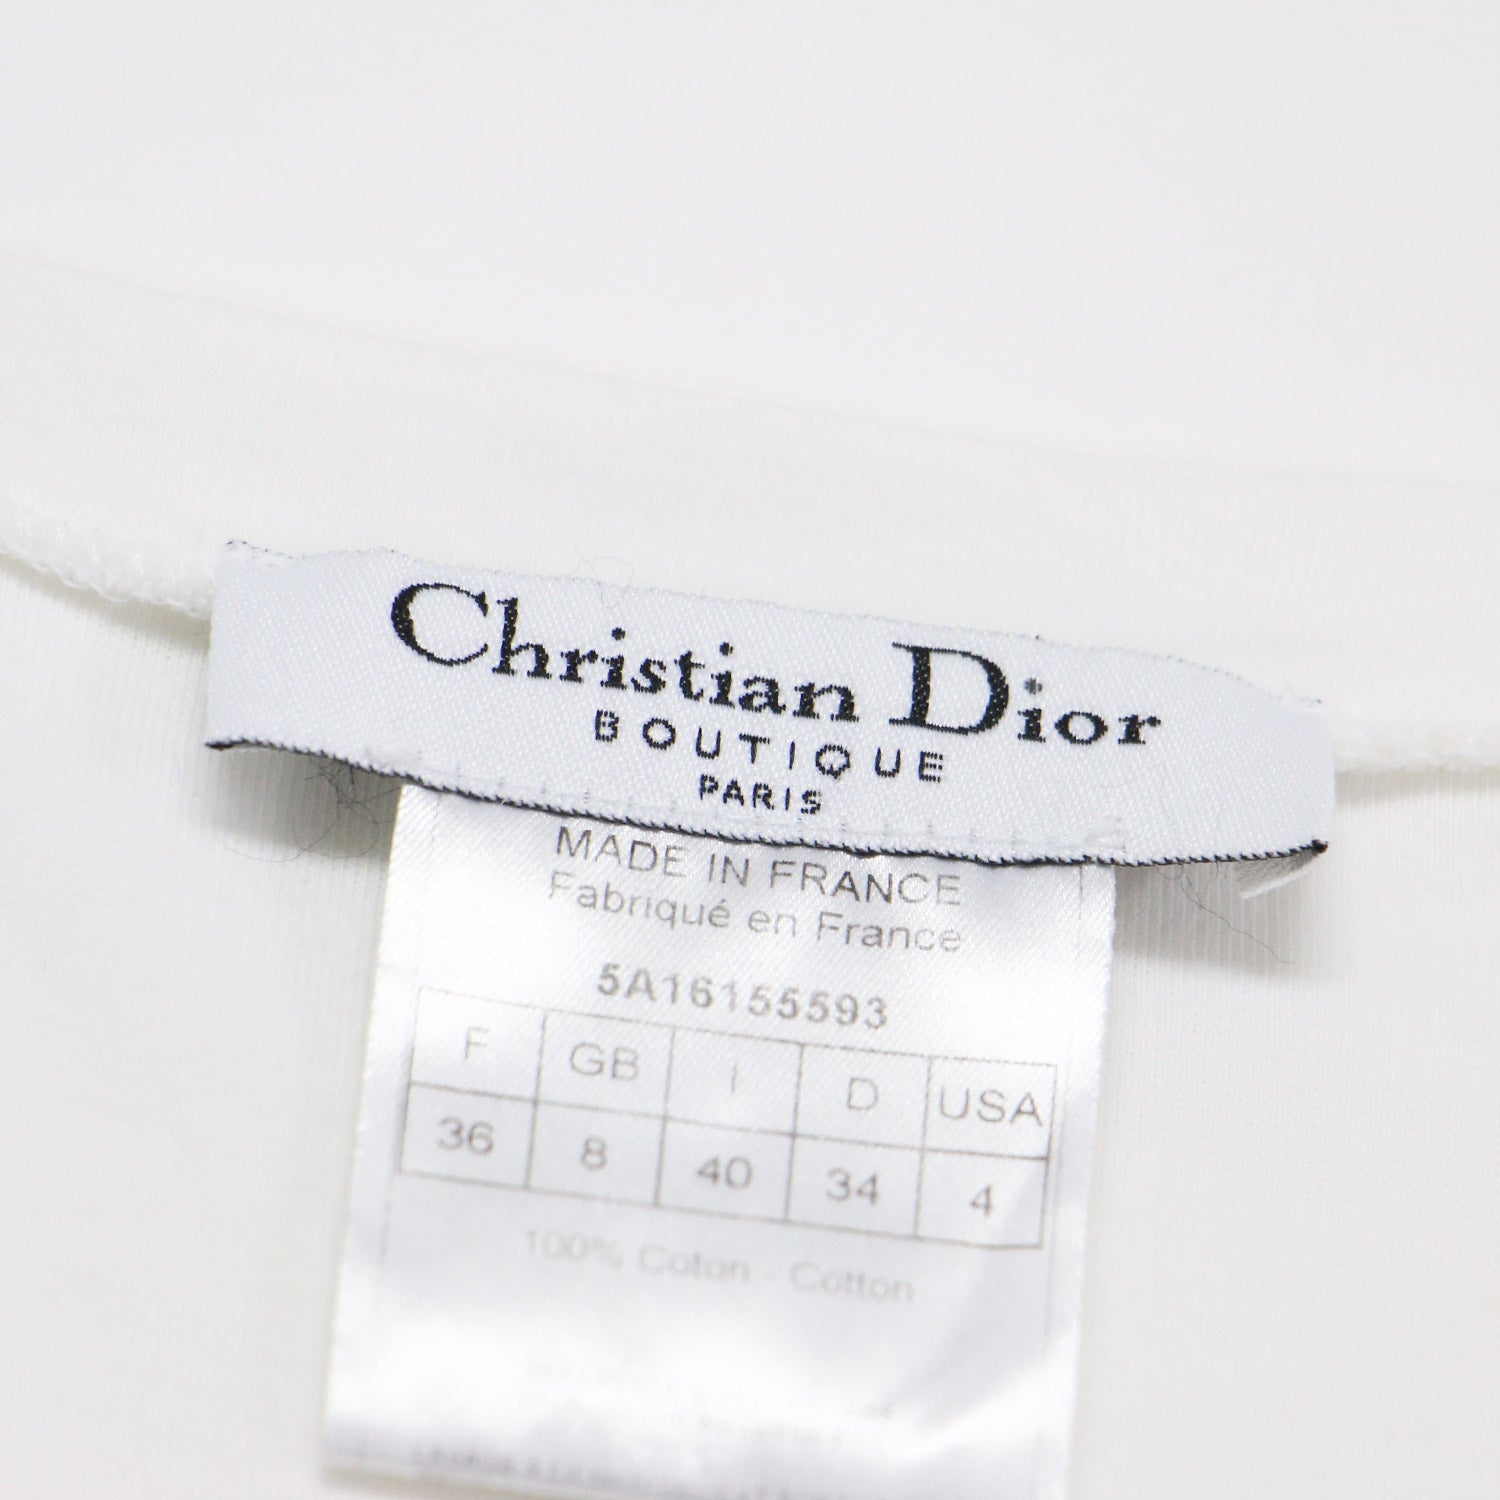 Christian Dior
BOUTIQUE
PARIS
MADE IN FRANCE
Fabriqué en France
5A16155593
F GB I D USA
36 8 40 34 4
100% Coton - Cotton